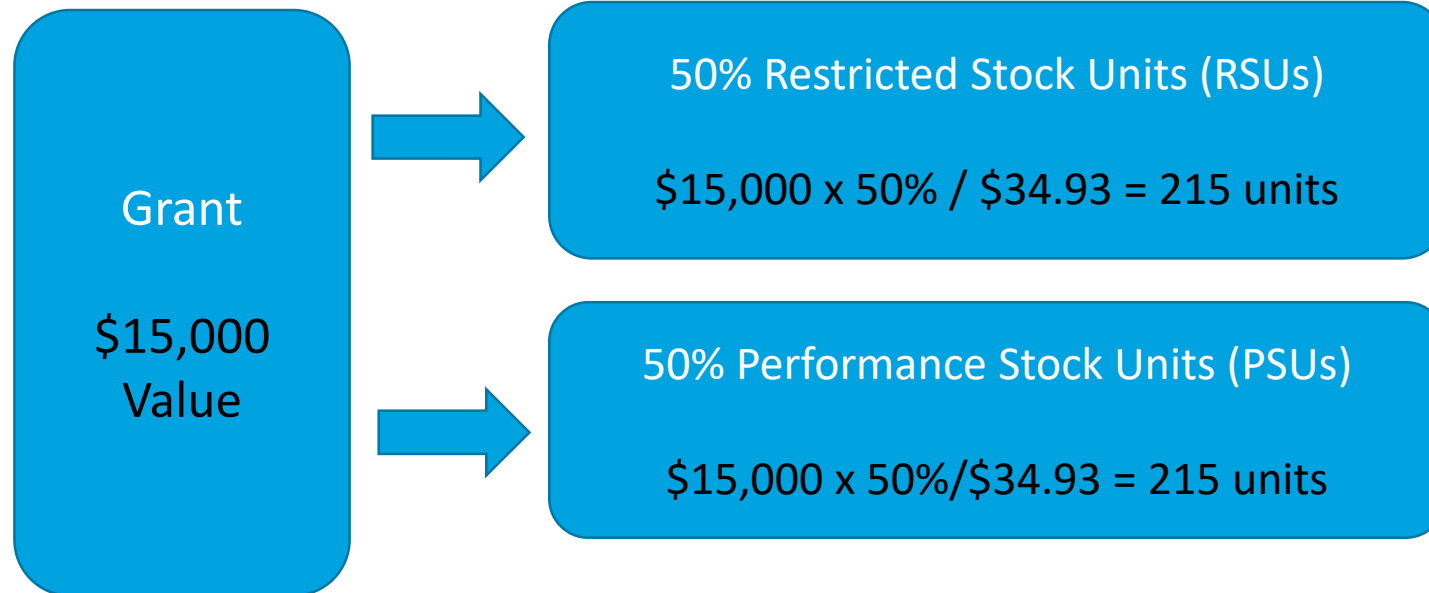 Grant
$15,000
Value
50% Restricted Stock Units (RSUs)
$15,000 x 50% / $34.93 = 215 units
50% Performance Stock Units (PSUs)
$15,000 x 50%/$34.93 = 215 units